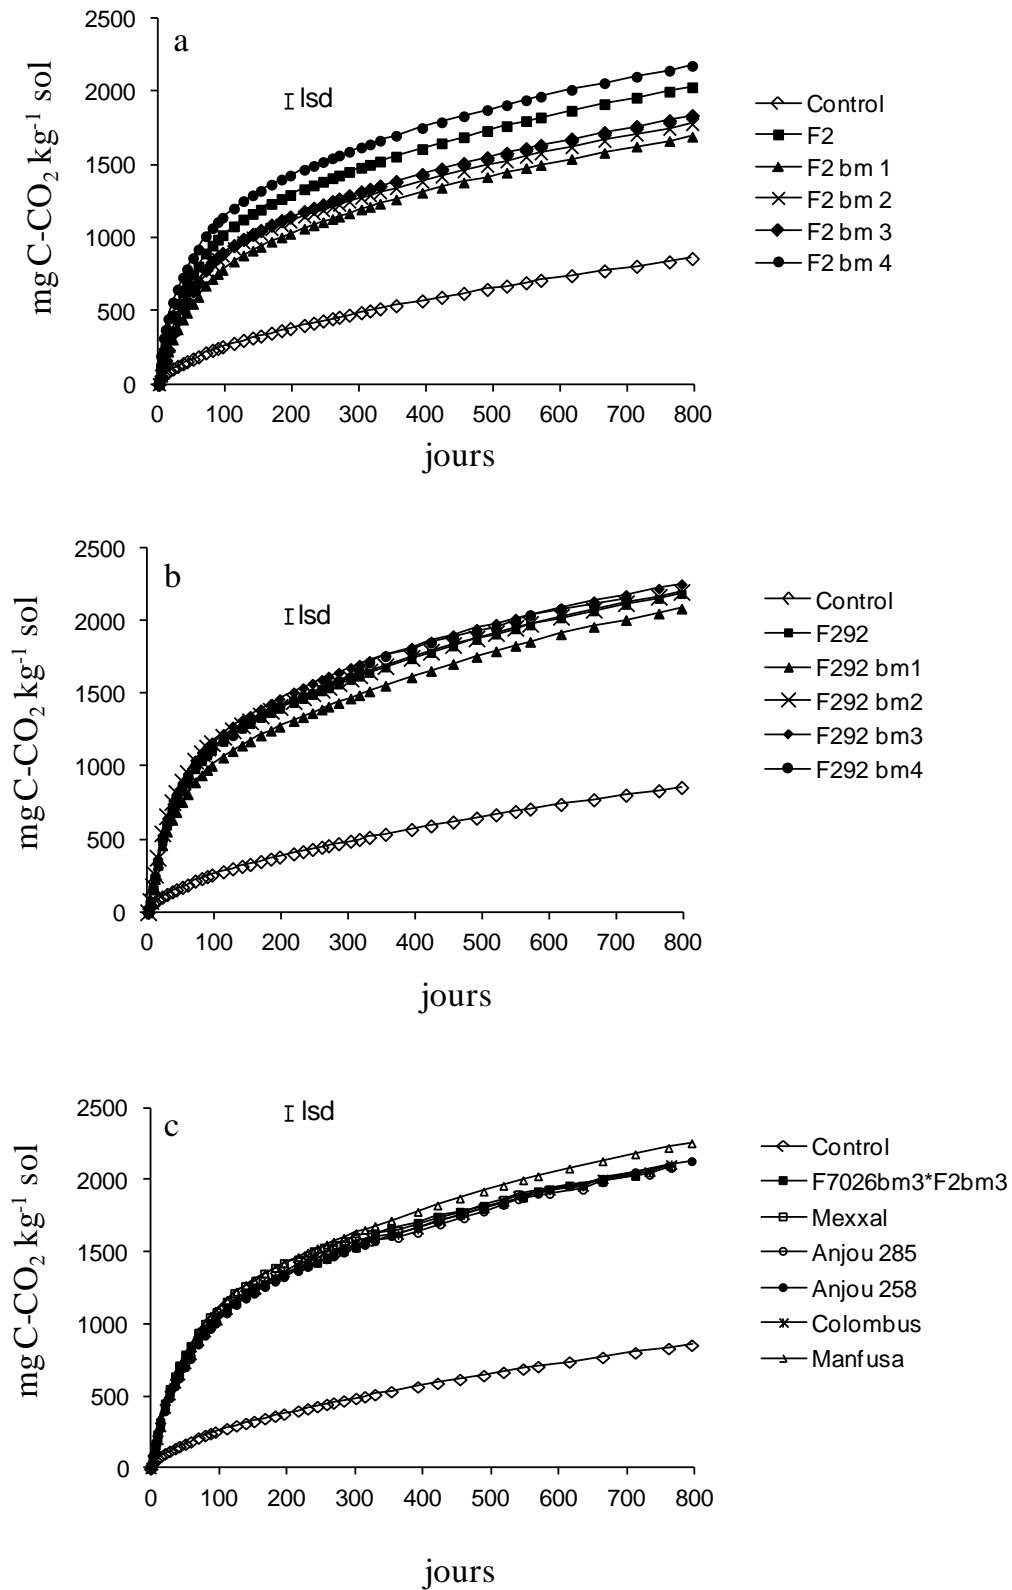 a
mg C-CO2 kg-1 sol
2500
2000
1500
1000
500
0
lsd
0 100 200 300 400 500 600 700 800
jours
Control
F2
F2 bm 1
F2 bm 2
F2 bm 3
F2 bm 4
b
mg C-CO2 kg-1 sol
2500
2000
1500
1000
500
0
lsd
0 100 200 300 400 500 600 700 800
jours
Control
F292
F292 bm1
F292 bm2
F292 bm3
F292 bm4
c
mg C-CO2 kg-1 sol
2500
2000
1500
1000
500
0
lsd
0 100 200 300 400 500 600 700 800
jours
Control
F7026bm3*F2bm3
Mexxal
Anjou 285
Anjou 258
Colombus
Manfusa